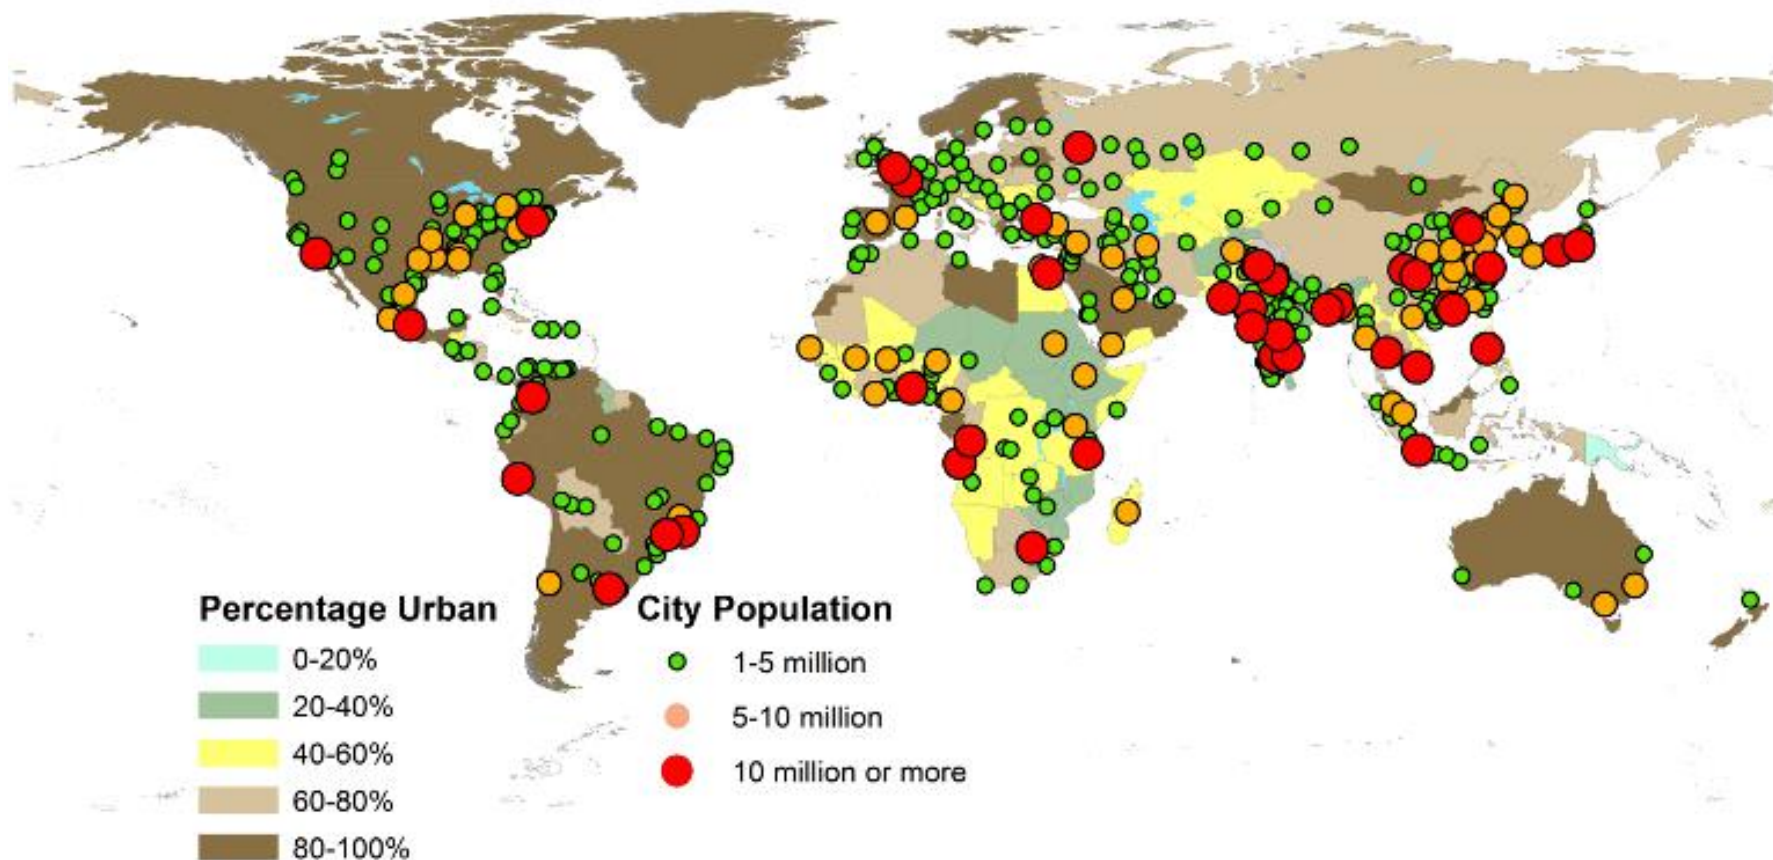 Percentage Urban
0-20%
20-40%
40-60%
60-80%
80-100%
City Population
1-5 million
5-10 million
10 million or more